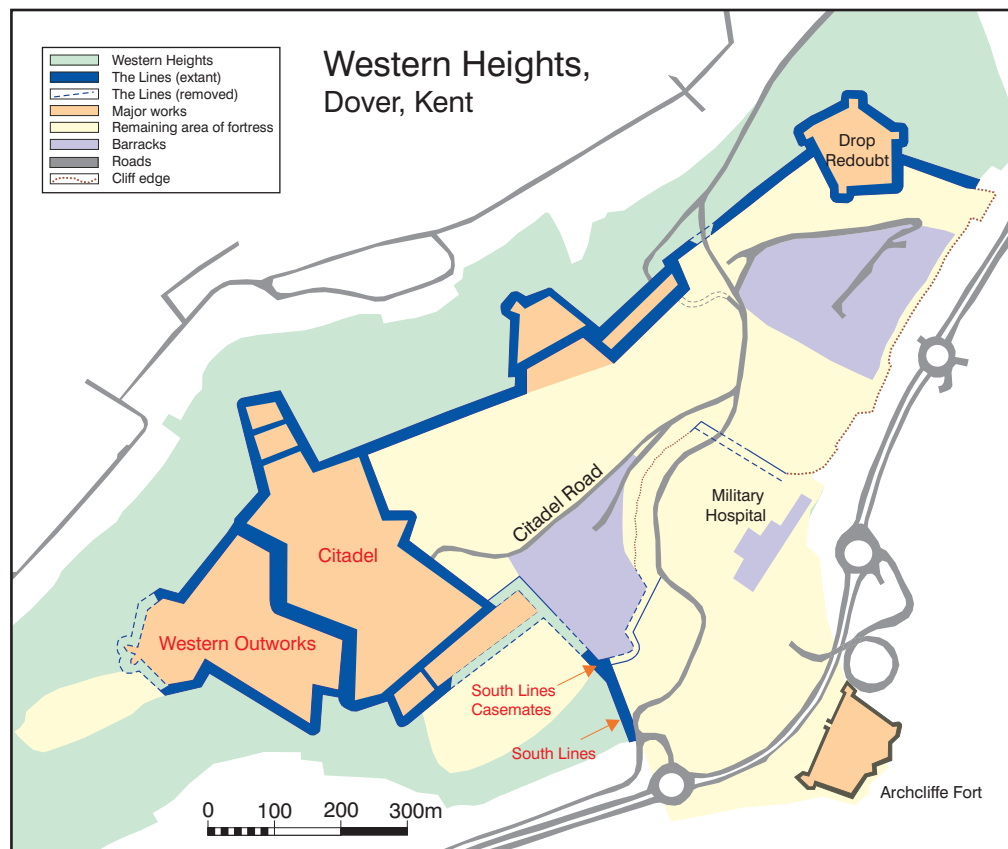 Western Heights,
Dover, Kent
Western Heights
The Lines (extant)
The Lines (removed)
Major works
Remaining area of fortress
Barracks
Roads
Cliff edge
Drop
Redoubt
Citadel Road
Military
Hospital
Citadel
Western Outworks
South Lines
Casemates
South Lines
Archcliffe Fort
0 100 200 300m